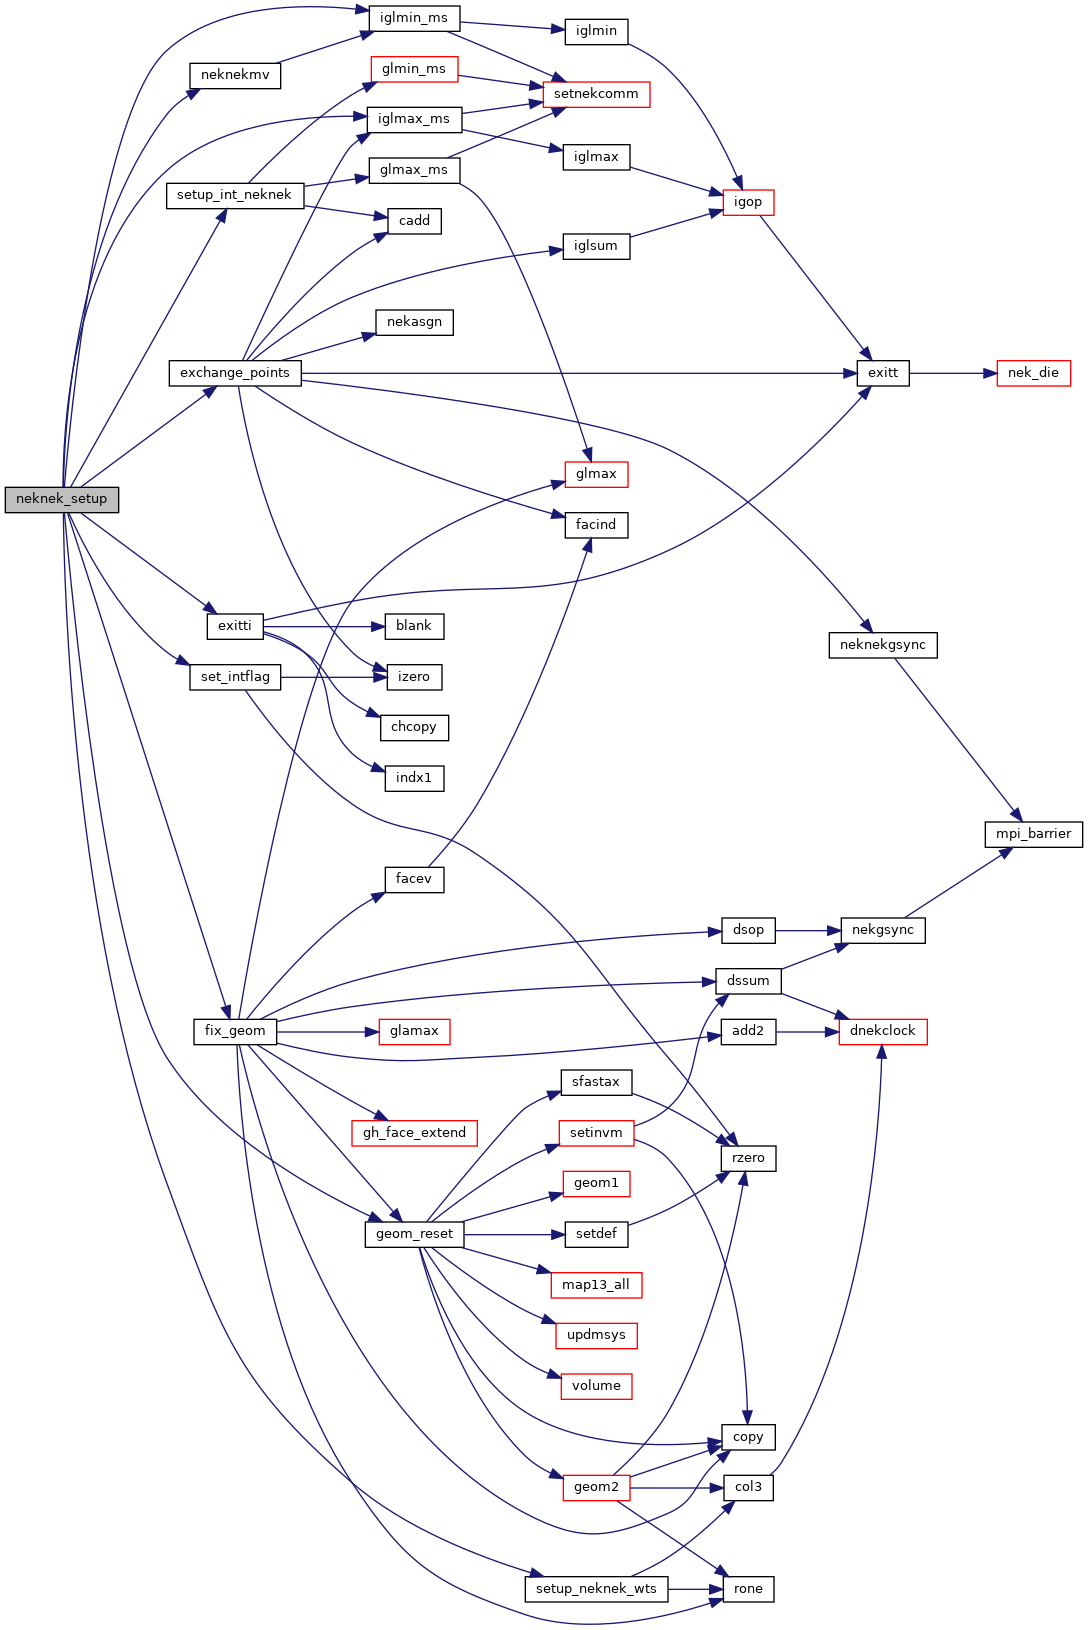 iglmin_ms
iglmin
neknekmv
glmin_ms
setnekcomm
iglmax_ms
iglmax
glmax_ms
setup_int_neknek
igop
cadd
iglsum
nekasgn
exchange_points
exitt
nek_die
glmax
neknek_setup
facind
exitti
blank
neknekgsync
set_intflag
izero
chcopy
indx1
mpi_barrier
facev
dsop
nekgsync
dssum
fix_geom
glamax
add2
dnekclock
sfastax
gh_face_extend
setinvm
rzero
geom1
geom_reset
setdef
map13_all
updmsys
volume
copy
geom2
col3
setup_neknek_wts
rone